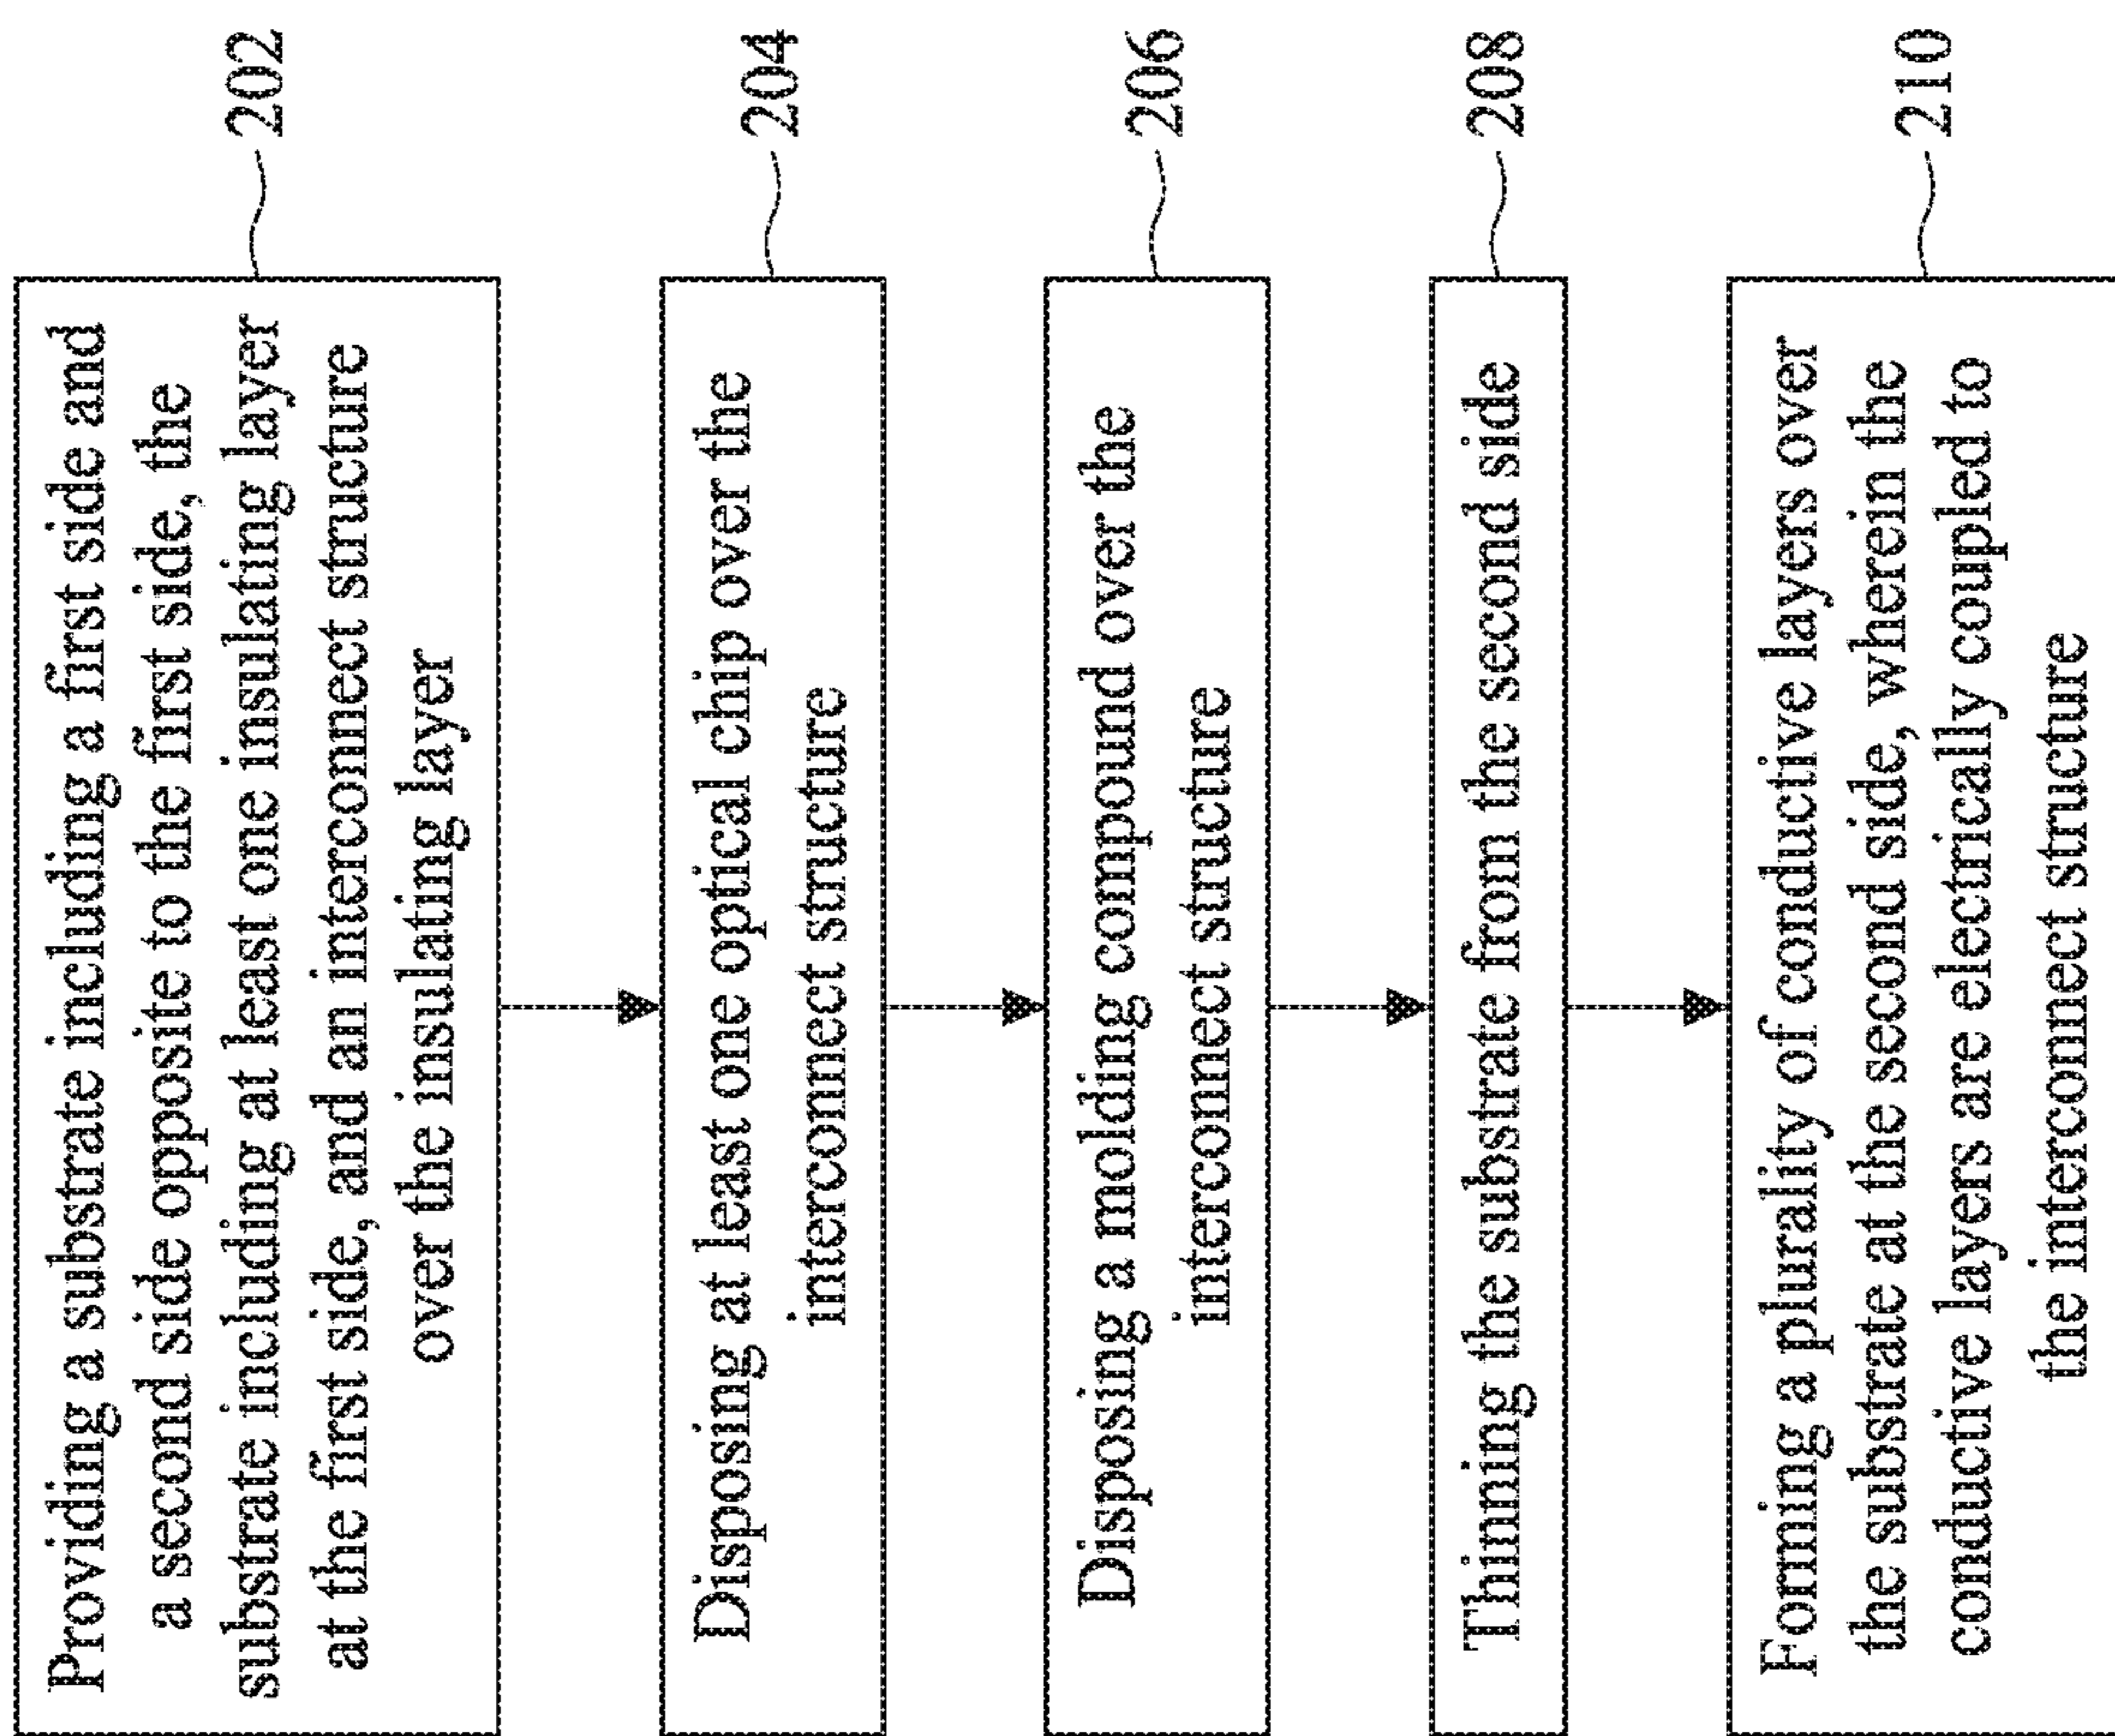 Providing a substrate including a first side and
a second side opposite to the first side, the
substrate including at least one insulating layer
at the first side, and an interconnect structure
over the insulating layer
202
Disposing at least one optical chip over the
interconnect structure
204
Disposing a molding compound over the
interconnect structure
206
Thinning the substrate from the second side
208
Forming a plurality of conductive layers over
the substrate at the second side, wherein the
conductive layers are electrically coupled to
the interconnect structure
210